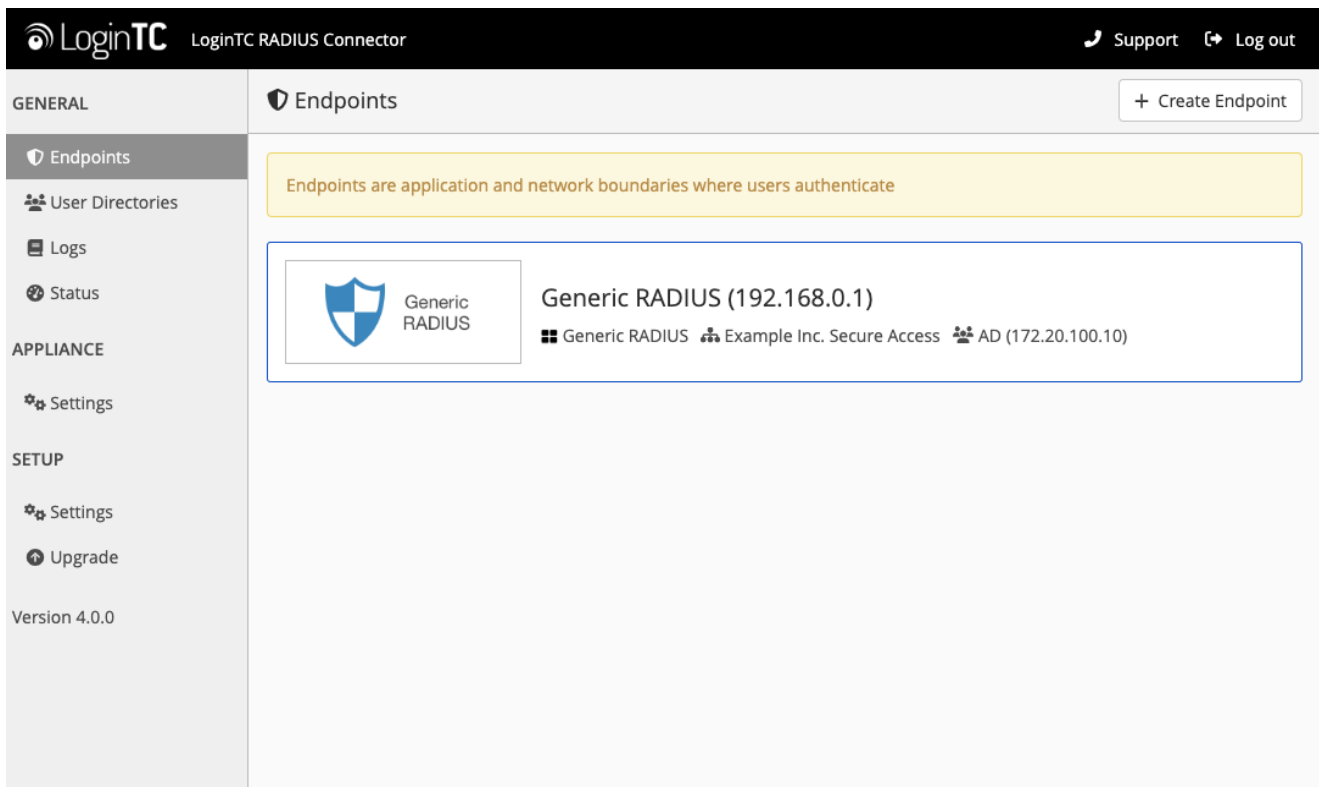 LoginTC LoginTC RADIUS Connector Support Log out
GENERAL
Endpoints
User Directories
Logs
Status
APPLIANCE
Settings
SETUP
Settings
Upgrade
Version 4.0.0
Endpoints + Create Endpoint
Endpoints are application and network boundaries where users authenticate
Generic
RADIUS
Generic RADIUS (192.168.0.1)
Generic RADIUS Example Inc. Secure Access AD (172.20.100.10)